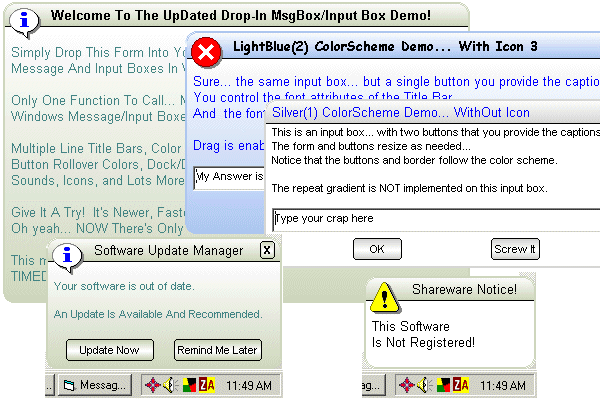 Welcome To The UpDated Drop-In MsgBox/Input Box Demo!
Simply Drop This Form Into Yo
Message And Input Boxes In V
Only One Function To Call... M
Windows Message/Input Boxe
Multiple Line Title Bars, Color
Button Rollover Colors, Dock/D
Sounds, Icons, and Lots More
Give It A Try!  It's Newer, Faste
Oh yeah... NOW There's Only
This m
TIMED
LightBlue(2) ColorScheme Demo... With Icon 3
Sure... the same input box... but a single button you provide the captio
You control the font attributes of the Title Bar
And  the fon
Drag is enab
My Answer is
Silver(1) ColorScheme Demo... WithOut Icon
This is an input box... with two buttons that you provide the captions
The form and buttons resize as needed...
Notice that the buttons and border follow the color scheme.
The repeat gradient is NOT implemented on this input box.
Type your crap here
OK
Screw It
Software Update Manager
X
Your software is out of date.
An Update Is Available And Recommended.
Update Now
Remind Me Later
.. Messag... ZA 11:49 AM
Shareware Notice!
This Software
Is Not Registered!
ag... ZA 11:49 AM